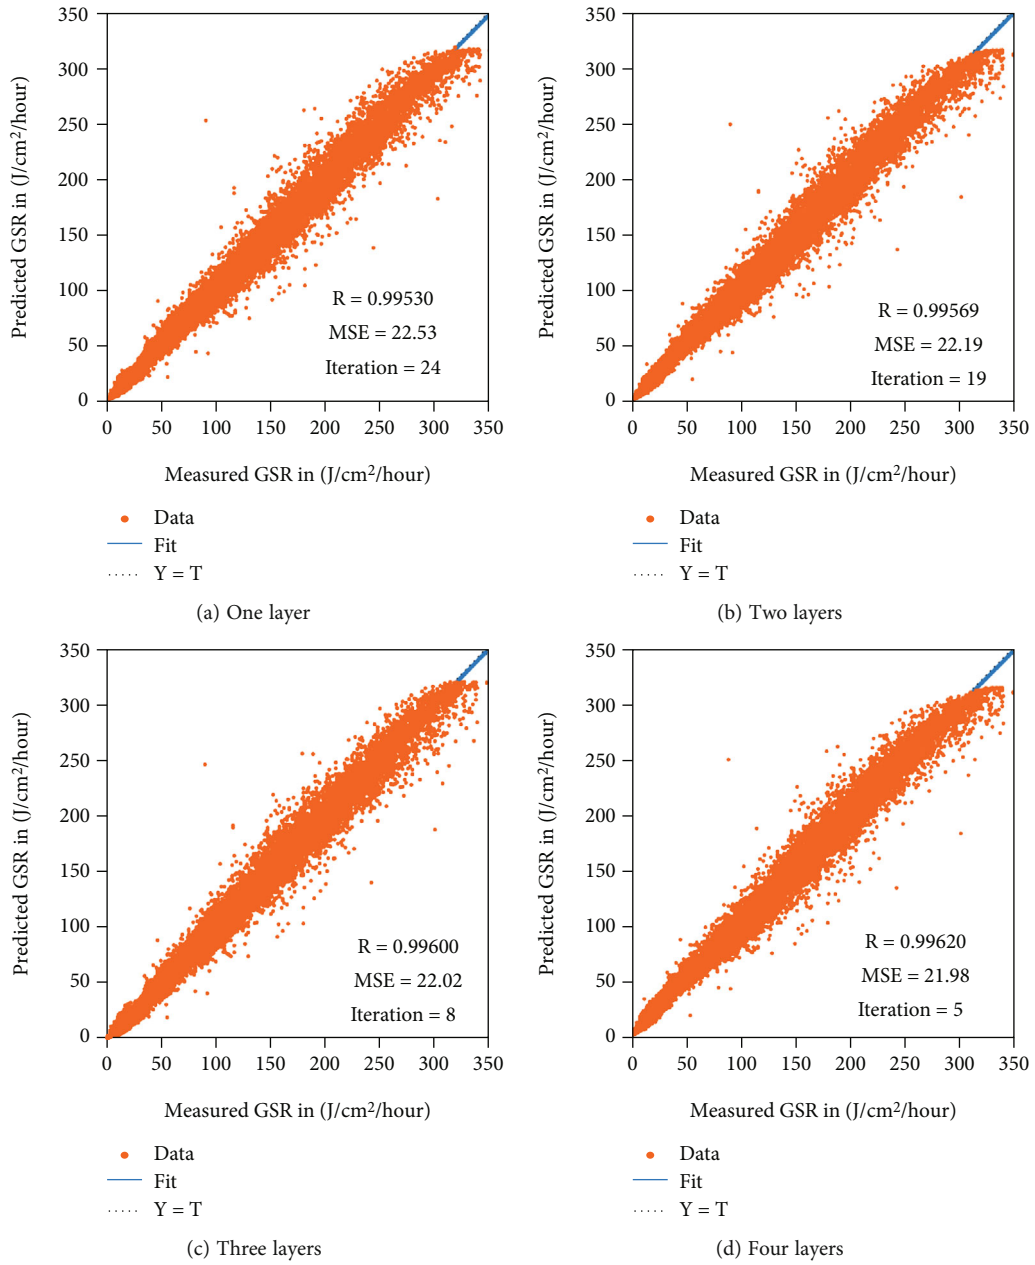 350
300
250
200
150
100
50
0
Predicted GSR in (J/cm²/hour)
R = 0.99530
MSE = 22.53
Iteration = 24
0 50 100 150 200 250 300 350
Measured GSR in (J/cm²/hour)
Data
Fit
Y = T
(a) One layer
350
300
250
200
150
100
50
0
Predicted GSR in (J/cm²/hour)
R = 0.99569
MSE = 22.19
Iteration = 19
0 50 100 150 200 250 300 350
Measured GSR in (J/cm²/hour)
Data
Fit
Y = T
(b) Two layers
350
300
250
200
150
100
50
0
Predicted GSR in (J/cm²/hour)
R = 0.99600
MSE = 22.02
Iteration = 8
0 50 100 150 200 250 300 350
Measured GSR in (J/cm²/hour)
Data
Fit
Y = T
(c) Three layers
350
300
250
200
150
100
50
0
Predicted GSR in (J/cm²/hour)
R = 0.99620
MSE = 21.98
Iteration = 5
0 50 100 150 200 250 300 350
Measured GSR in (J/cm²/hour)
Data
Fit
Y = T
(d) Four layers